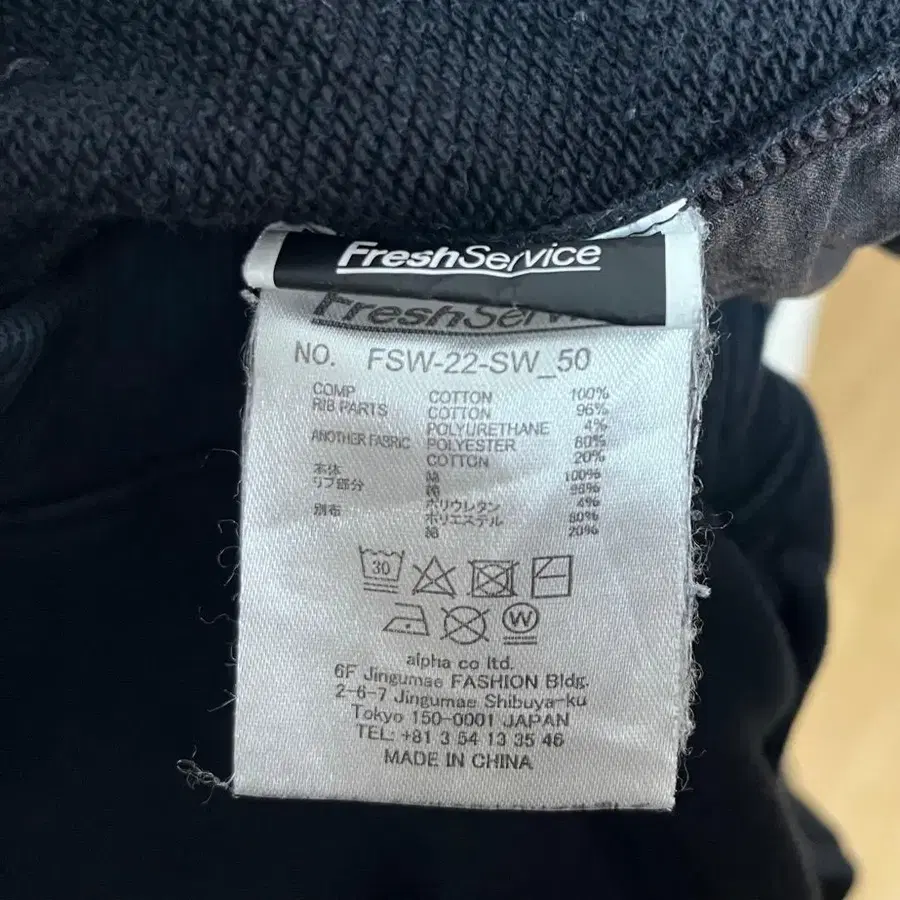 FreshService
FreshService
NO. FSW-22-SW_50
COMP COTTON 100%
RIB PARTS COTTON 96%
POLYURETHANE 4%
ANOTHER FABRIC POLYESTER 80%
COTTON 20%
本体 綿 100%
リブ部分 綿 96%
ポリウレタン 4%
別布 ポリエステル 80%
綿 20%
30
W
alpha co ltd.
6F Jingumae FASHION Bldg.
2-6-7 Jingumae Shibuya-ku
Tokyo 150-0001 JAPAN
TEL: +81 3 54 13 35 46
MADE IN CHINA